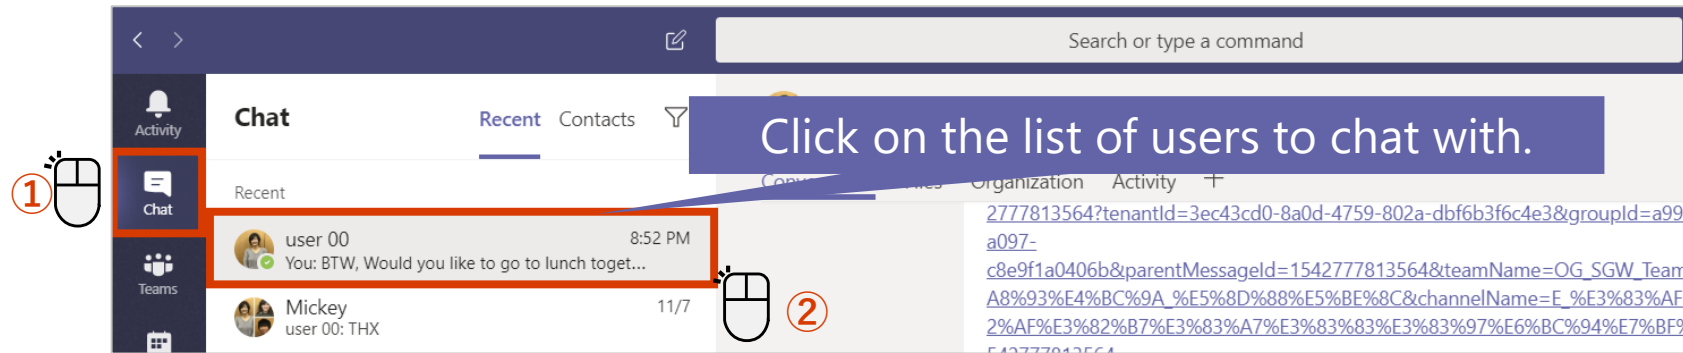 Search or type a command
Activity
Chat
Recent Contacts
Click on the list of users to chat with.
Organization Activity +
①
Chat
Recent
2777813564?tenantId=3ec43cd0-8a0d-4759-802a-dbf6b3f6c4e3&groupId=a99
a097-
user 00 8:52 PM
You: BTW, Would you like to go to lunch toget...
c8e9f1a0406b&parentMessageId=1542777813564&teamName=OG_SGW_Team
Teams
A8%93%E4%BC%9A_%E5%8D%88%E5%BE%8C&channelName=E_%E3%83%AF
Mickey 11/7
②
user 00: THX
2%AF%E3%82%B7%E3%83%A7%E3%83%83%E3%83%97%E6%BC%94%E7%BF%
542777813564